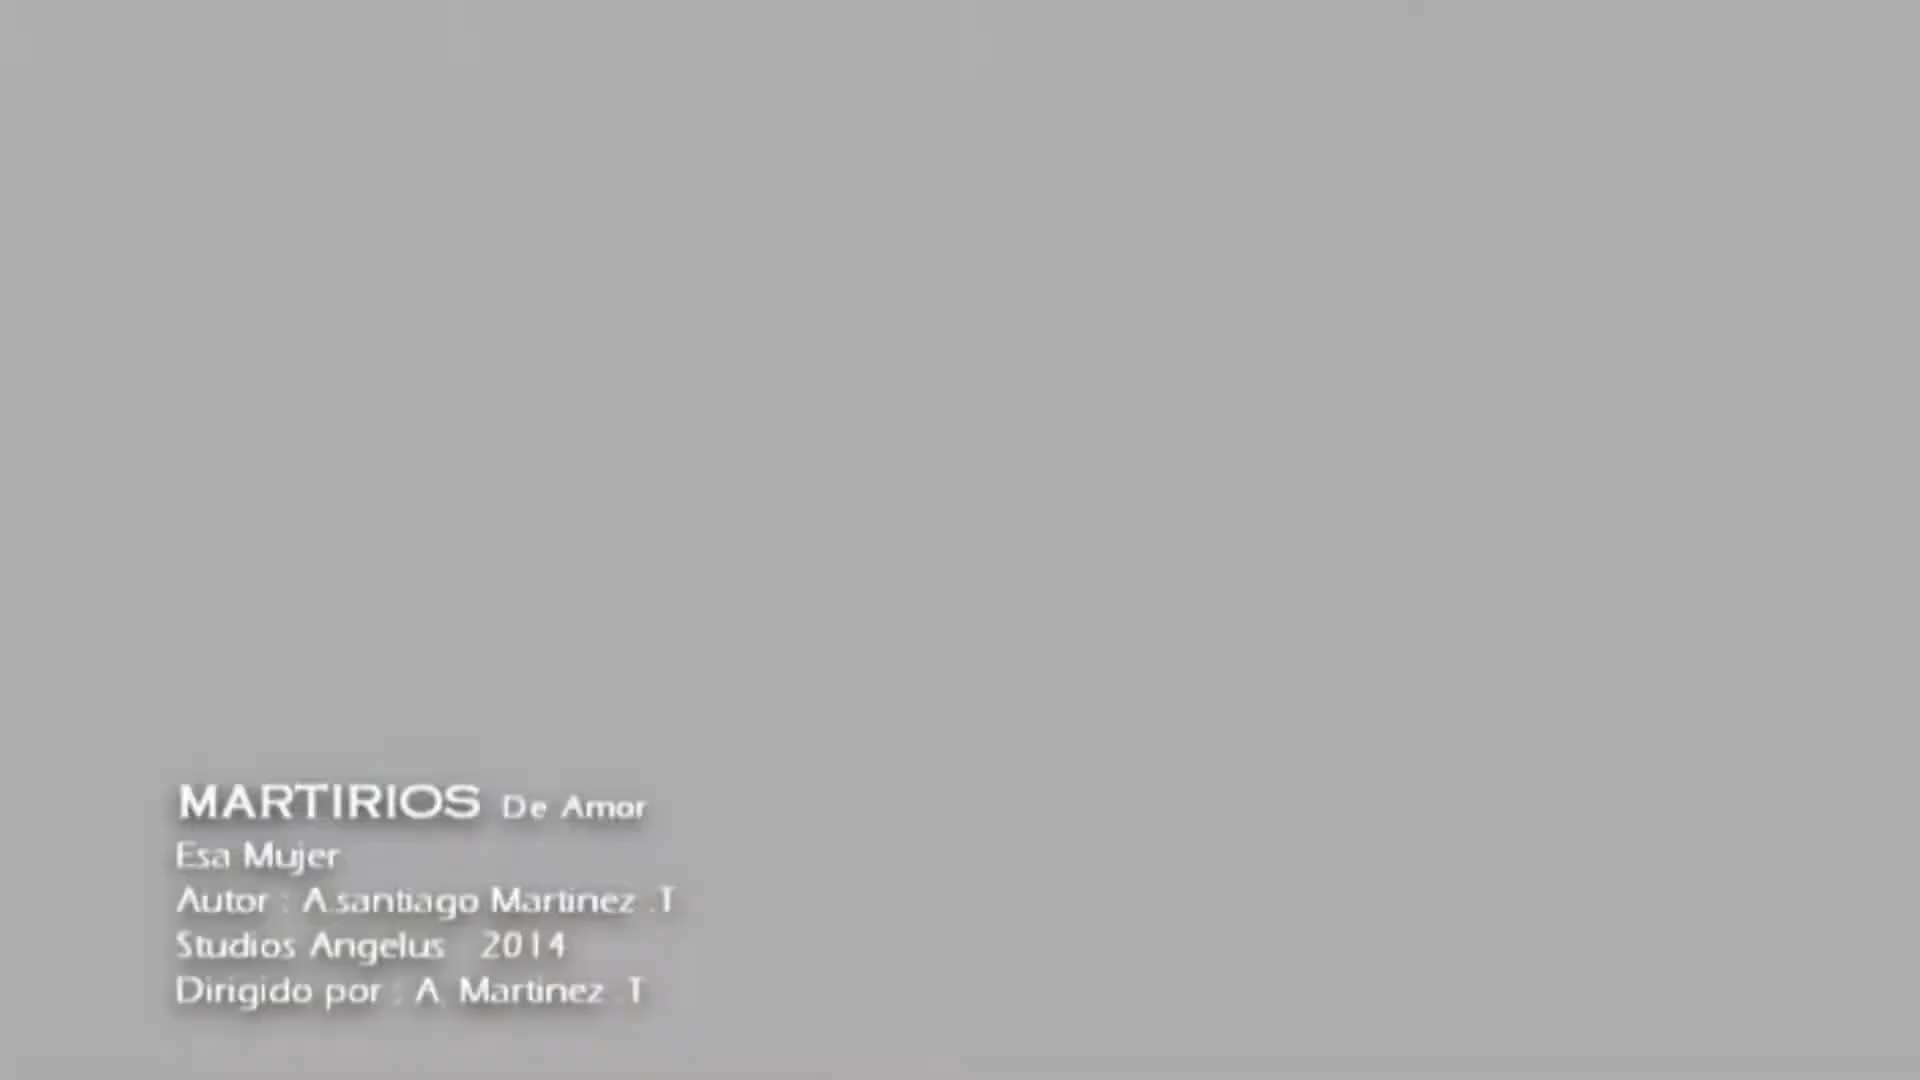 MARTIRIOS De Amor
Esa Mujer
Autor : A.santiago Martinez .T
Studios Angelus 2014
Dirigido por : A. Martinez .T